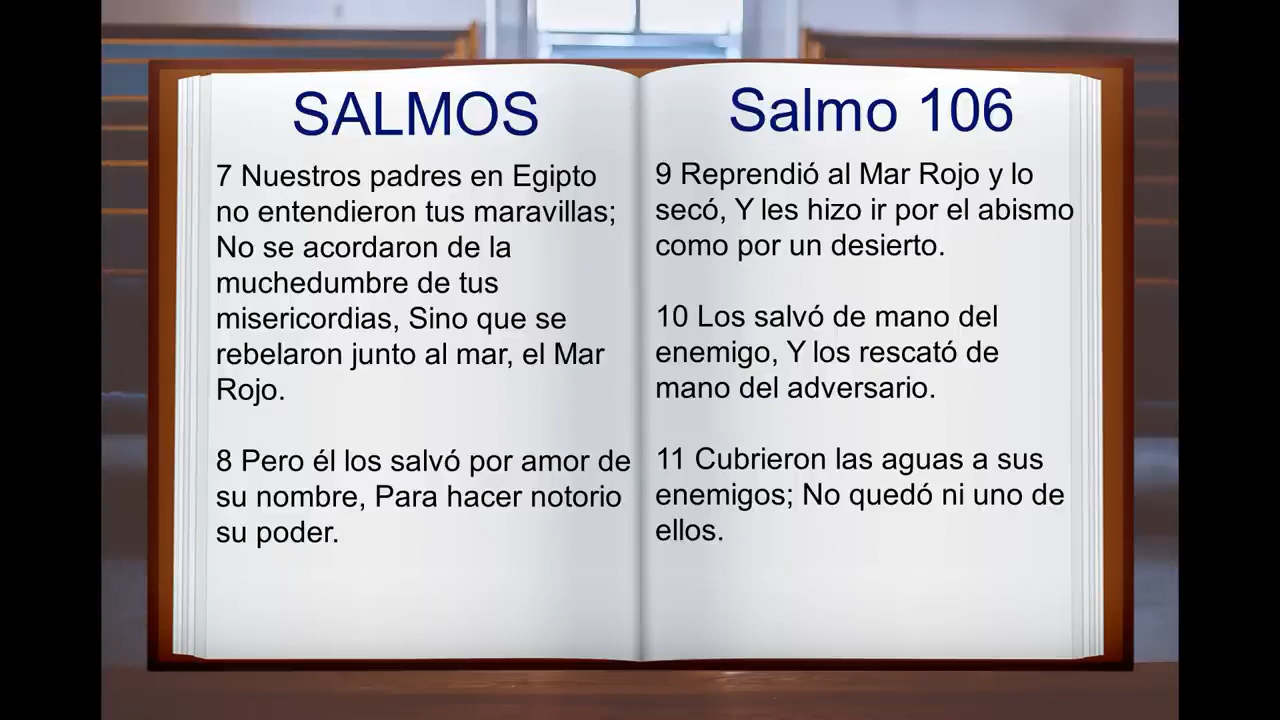 SALMOS
7 Nuestros padres en Egipto
no entendieron tus maravillas;
No se acordaron de la
muchedumbre de tus
misericordias, Sino que se
rebelaron junto al mar, el Mar
Rojo.
8 Pero él los salvó por amor de
su nombre, Para hacer notorio
su poder.
Salmo 106
9 Reprendió al Mar Rojo y lo
secó, Y les hizo ir por el abismo
como por un desierto.
10 Los salvó de mano del
enemigo, Y los rescató de
mano del adversario.
11 Cubrieron las aguas a sus
enemigos; No quedó ni uno de
ellos.